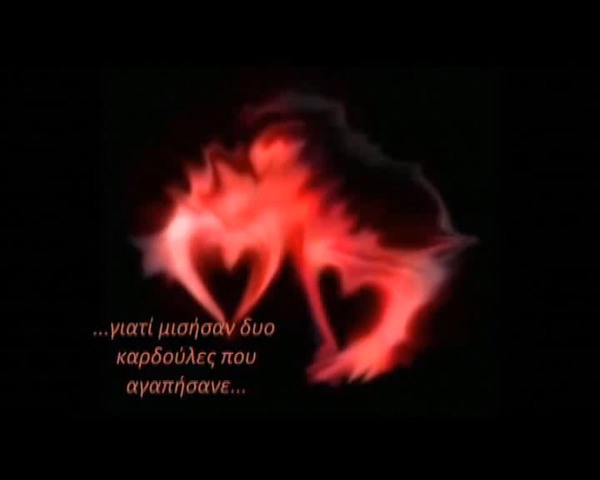 ...γιατί μισήσαν δυο
καρδούλες που
αγαπήσανε...